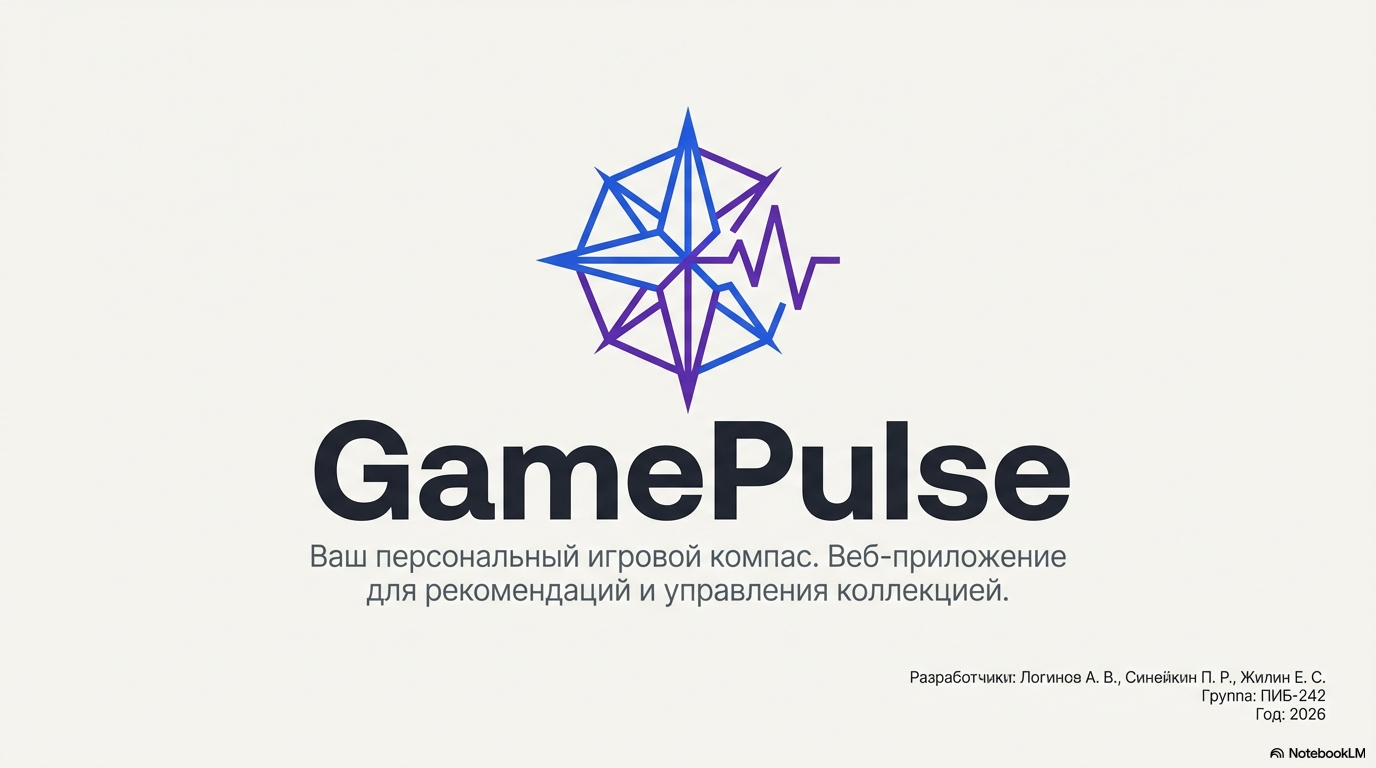 GamePulse
Ваш персональный игровой компас. Веб-приложение
для рекомендаций и управления коллекцией.
Разработчики: Логинов А. В., Синейкин П. Р., Жилин Е. С.
Группа: ПИБ-242
Год: 2026
NotebookLM